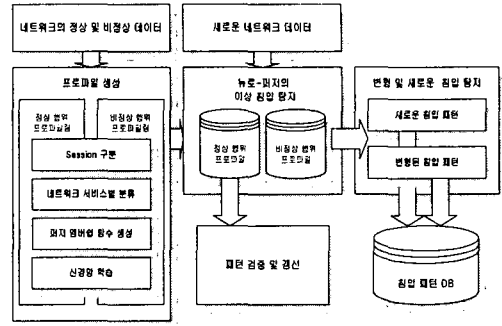 네트워크의 정상 및 비정상 데이터
새로운 네트워크 데이터
프로파일 생성
정상 행위
프로파일링
비정상 행위
프로파일링
Session 구분
네트워크 서비스별 분류
퍼지 멤버쉽 함수 생성
신경망 학습
뉴로-퍼지의
이상 침입 탐지
정상 행위
프로파일
비정상 행위
프로파일
패턴 검증 및 갱신
변형 및 새로운 침입 탐지
새로운 침입 패턴
변형된 침입 패턴
침입 패턴 DB